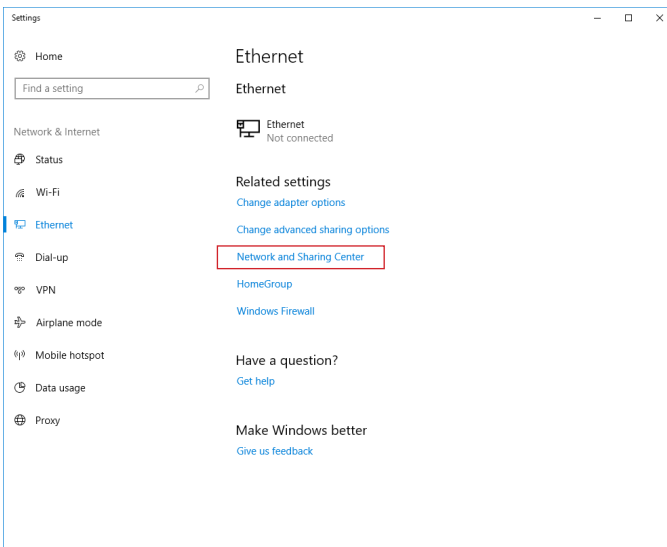 Settings
Home
Find a setting
Network & Internet
Status
Wi-Fi
Ethernet
Dial-up
VPN
Airplane mode
Mobile hotspot
Data usage
Proxy
Ethernet
Ethernet
Ethernet
Not connected
Related settings
Change adapter options
Change advanced sharing options
Network and Sharing Center
HomeGroup
Windows Firewall
Have a question?
Get help
Make Windows better
Give us feedback